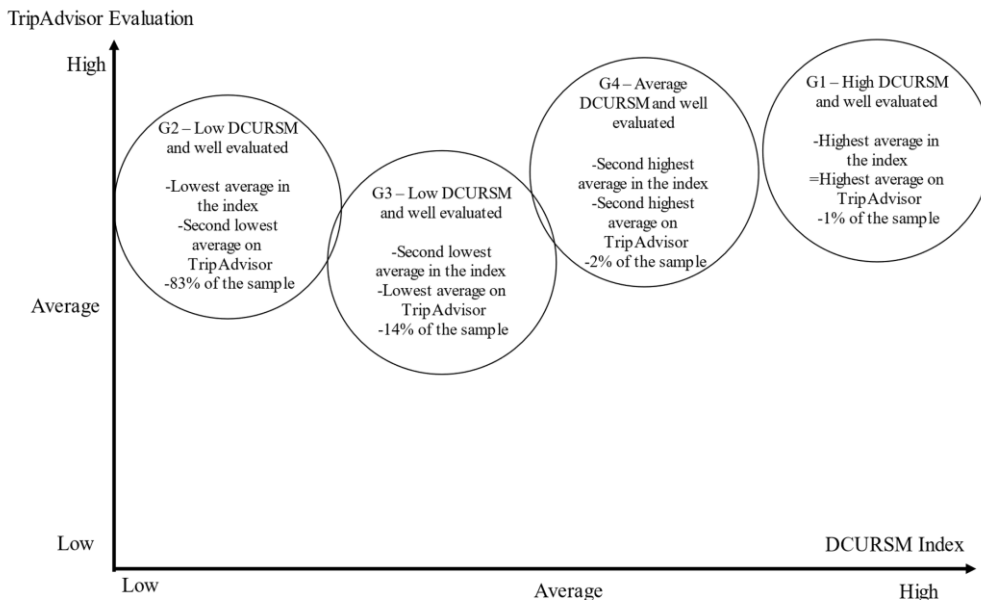 TripAdvisor Evaluation
High
Average
Low
G2 – Low DCURSM
and well evaluated
-Lowest average in
the index
-Second lowest
average on
TripAdvisor
-83% of the sample
G3 – Low DCURSM
and well evaluated
-Second lowest
average in the index
-Lowest average on
TripAdvisor
-14% of the sample
G4 – Average
DCURSM and well
evaluated
-Second highest
average in the index
-Second highest
average on
TripAdvisor
-2% of the sample
G1 – High DCURSM
and well evaluated
-Highest average in
the index
=Highest average on
TripAdvisor
-1% of the sample
DCURSM Index
Low
Average
High